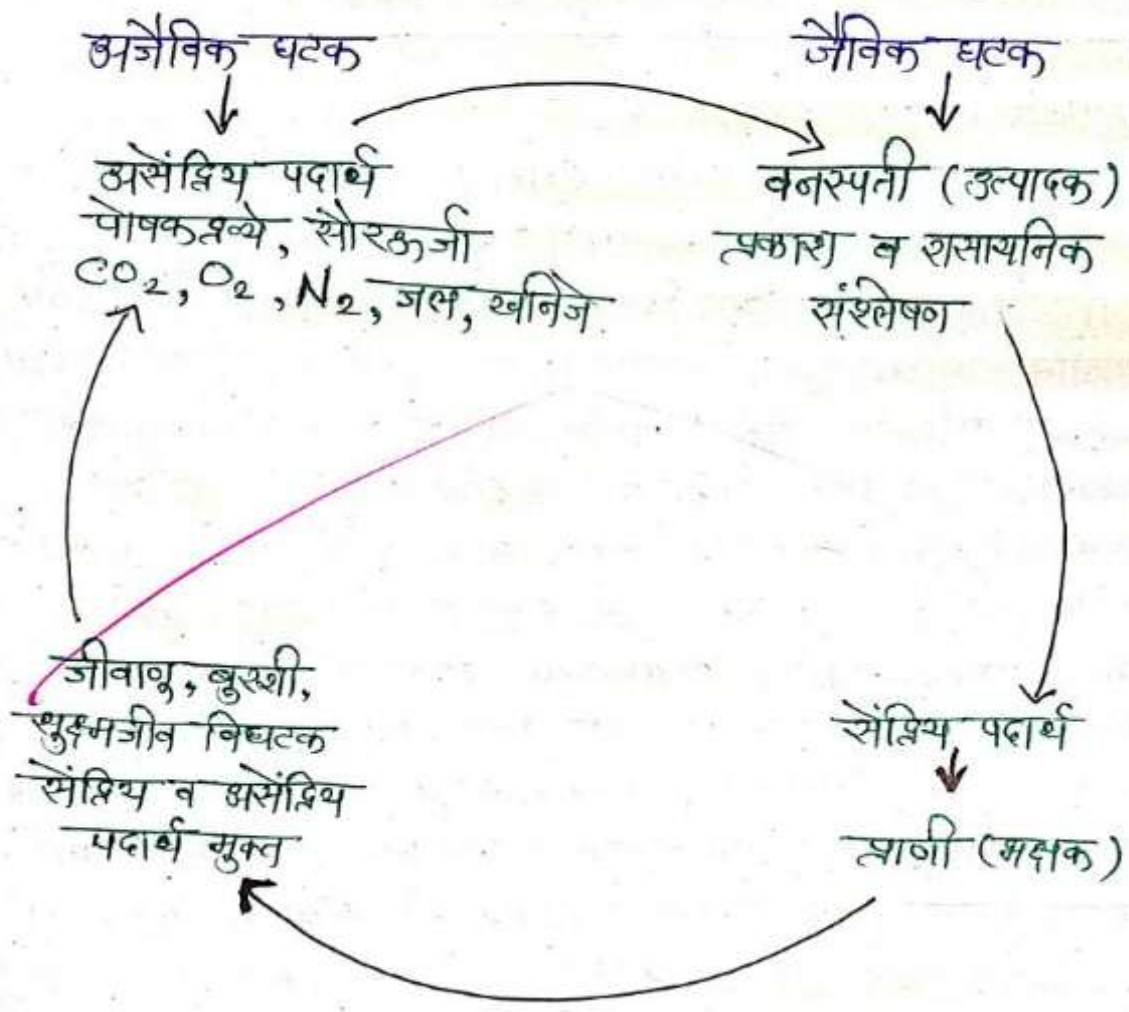 अजैविक घटक
जैविक घटक
असेंद्रिय पदार्थ
पोषकद्रव्ये, सौरऊर्जा
CO₂, O₂, N₂, जल, खनिजे
वनस्पती (उत्पादक)
प्रकाश व रासायनिक
संश्लेषण
सेंद्रिय पदार्थ
प्राणी (भक्षक)
जीवाणू, बुरशी,
सुक्ष्मजीव विघटक
सेंद्रिय व असेंद्रिय
पदार्थ मुक्त